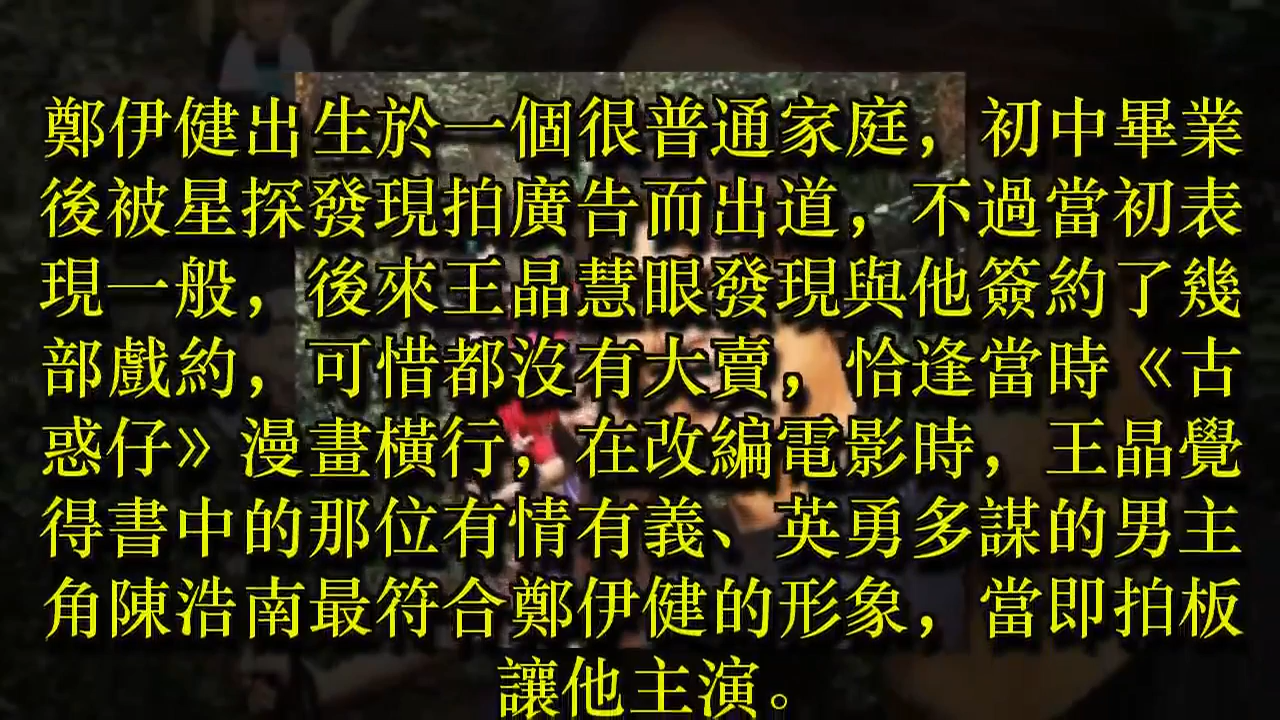 鄭伊健出生於一個很普通家庭，初中畢業
後被星探發現拍廣告而出道，不過當初表
現一般，後來王晶慧眼發現與他簽約了幾
部戲約，可惜都沒有大賣，恰逢當時《古
惑仔》漫畫橫行，在改編電影時，王晶覺
得書中的那位有情有義、英勇多謀的男主
角陳浩南最符合鄭伊健的形象，當即拍板
讓他主演。